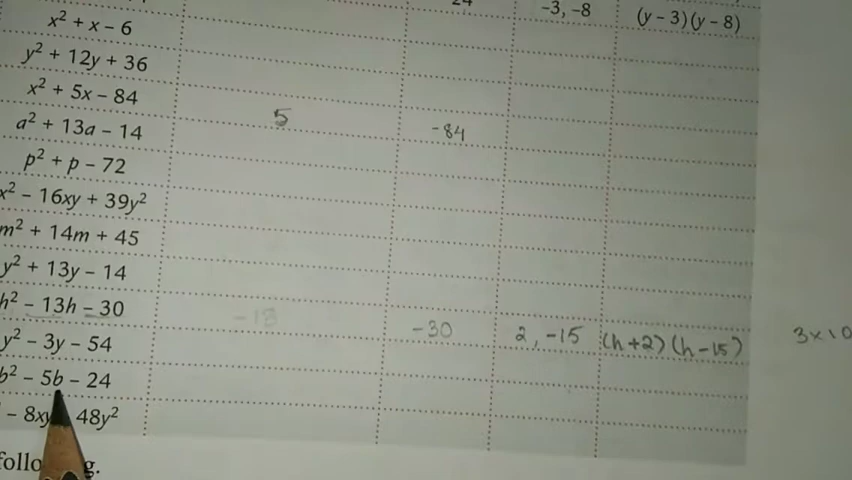 -3, -8 (y - 3)(y - 8)
x² + x - 6
y² + 12y + 36
x² + 5x - 84 5 -84
a² + 13a - 14
p² + p - 72
x² - 16xy + 39y²
m² + 14m + 45
y² + 13y - 14
h² - 13h - 30 -13 -30 2, -15 (h+2)(h-15) 3×10
y² - 3y - 54
b² - 5b - 24
- 8xy 48y²
follo g.